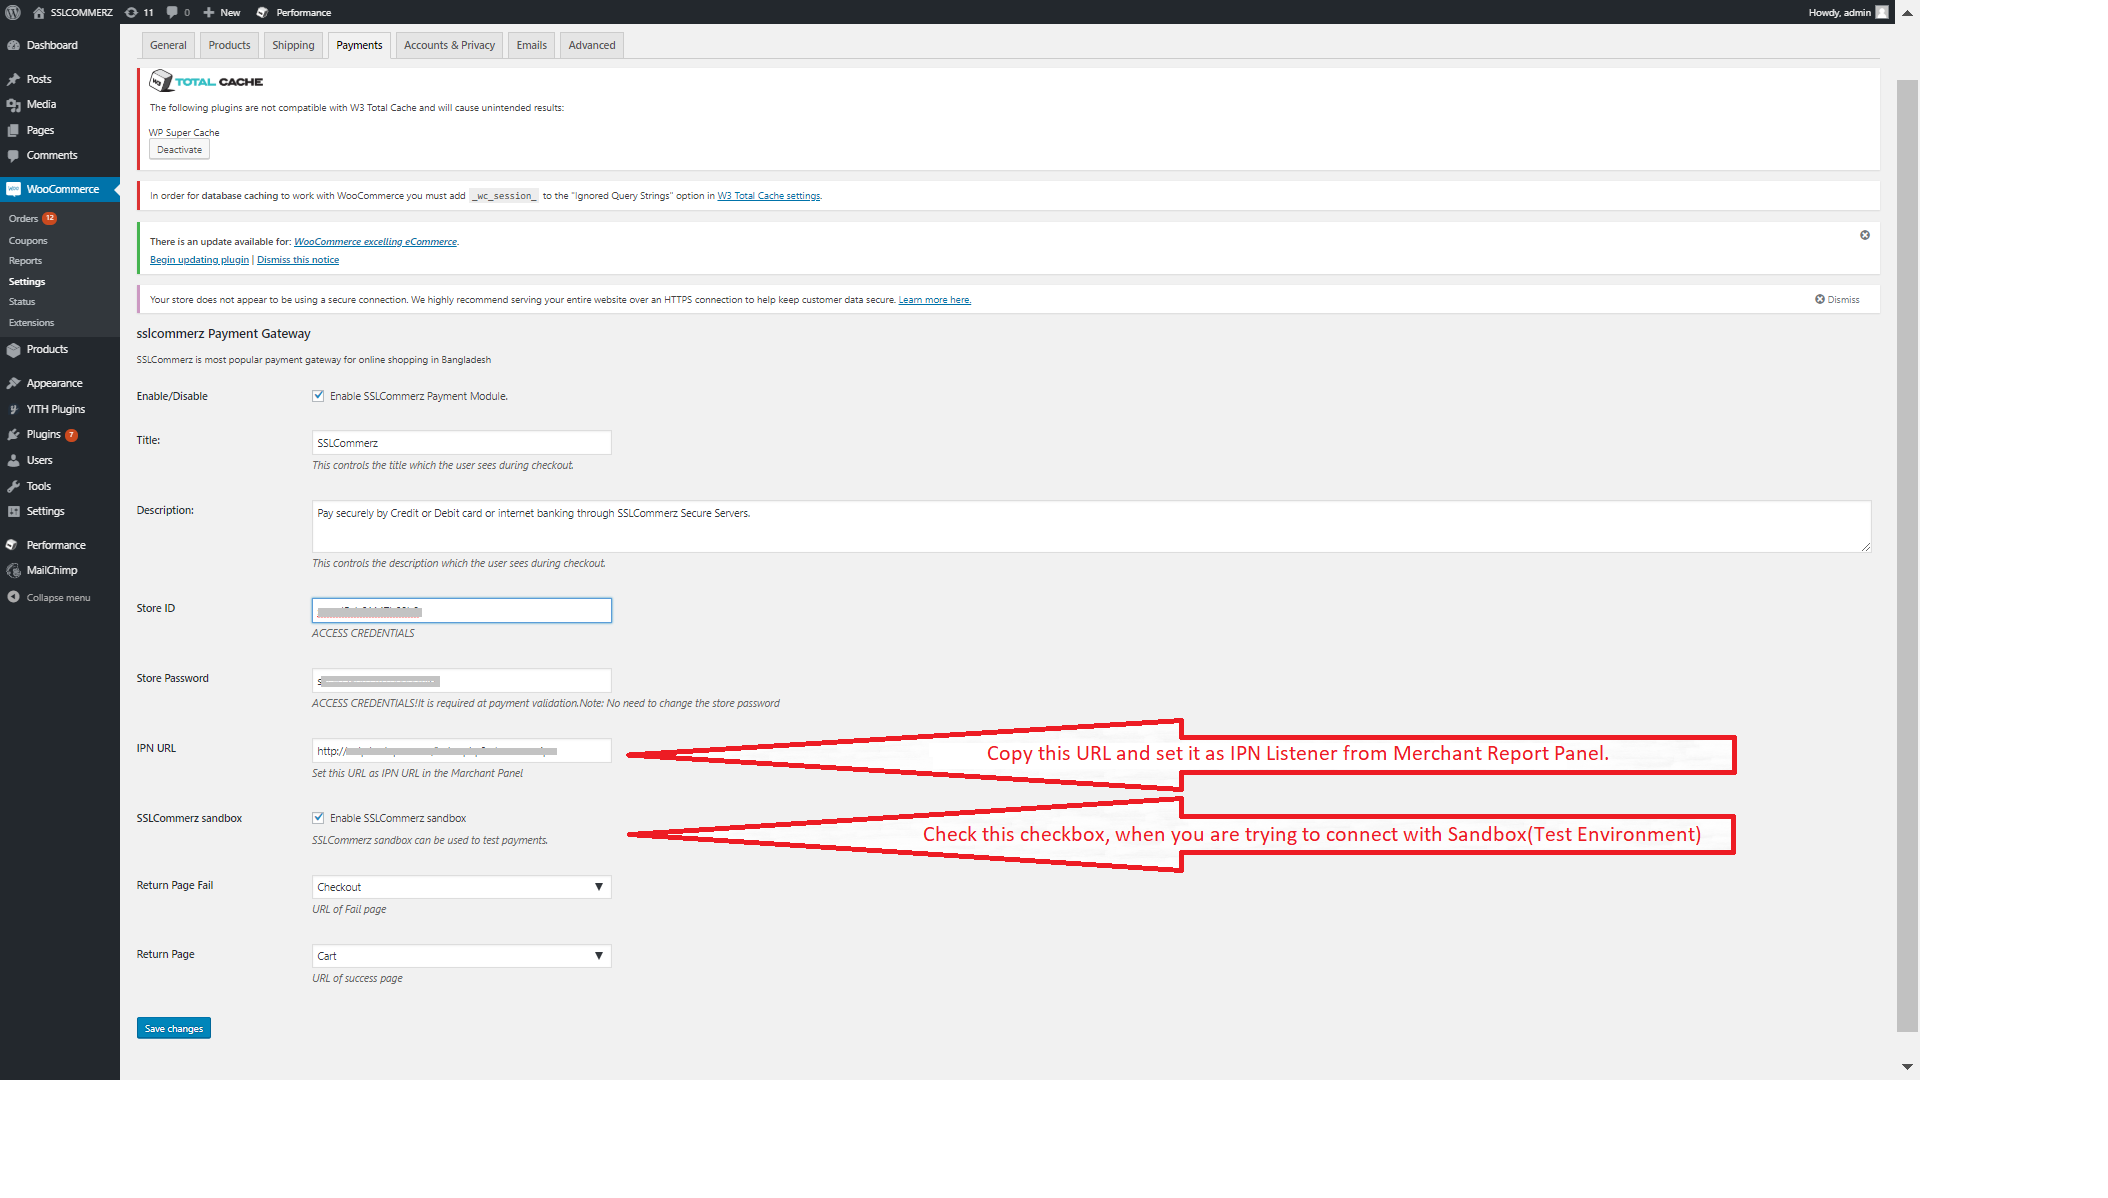 SSLCOMMERZ 11 0 New Performance Howdy, admin
Dashboard
Posts
Media
Pages
Comments
WooCommerce
Orders 12
Coupons
Reports
Settings
Status
Extensions
Products
Appearance
YITH Plugins
Plugins 7
Users
Tools
Settings
Performance
MailChimp
Collapse menu
General Products Shipping Payments Accounts & Privacy Emails Advanced
W3 TOTAL CACHE
The following plugins are not compatible with W3 Total Cache and will cause unintended results:
WP Super Cache
Deactivate
In order for database caching to work with WooCommerce you must add _wc_session_ to the "Ignored Query Strings" option in W3 Total Cache settings.
There is an update available for: WooCommerce excelling eCommerce.
Begin updating plugin | Dismiss this notice
Your store does not appear to be using a secure connection. We highly recommend serving your entire website over an HTTPS connection to help keep customer data secure. Learn more here. Dismiss
sslcommerz Payment Gateway
SSLCommerz is most popular payment gateway for online shopping in Bangladesh
Enable/Disable Enable SSLCommerz Payment Module.
Title: SSLCommerz
This controls the title which the user sees during checkout.
Description: Pay securely by Credit or Debit card or internet banking through SSLCommerz Secure Servers.
This controls the description which the user sees during checkout.
Store ID
ACCESS CREDENTIALS
Store Password s
ACCESS CREDENTIALS!It is required at payment validation.Note: No need to change the store password
IPN URL http://
Set this URL as IPN URL in the Marchant Panel
Copy this URL and set it as IPN Listener from Merchant Report Panel.
SSLCommerz sandbox Enable SSLCommerz sandbox
SSLCommerz sandbox can be used to test payments.
Check this checkbox, when you are trying to connect with Sandbox(Test Environment)
Return Page Fail Checkout
URL of Fail page
Return Page Cart
URL of success page
Save changes